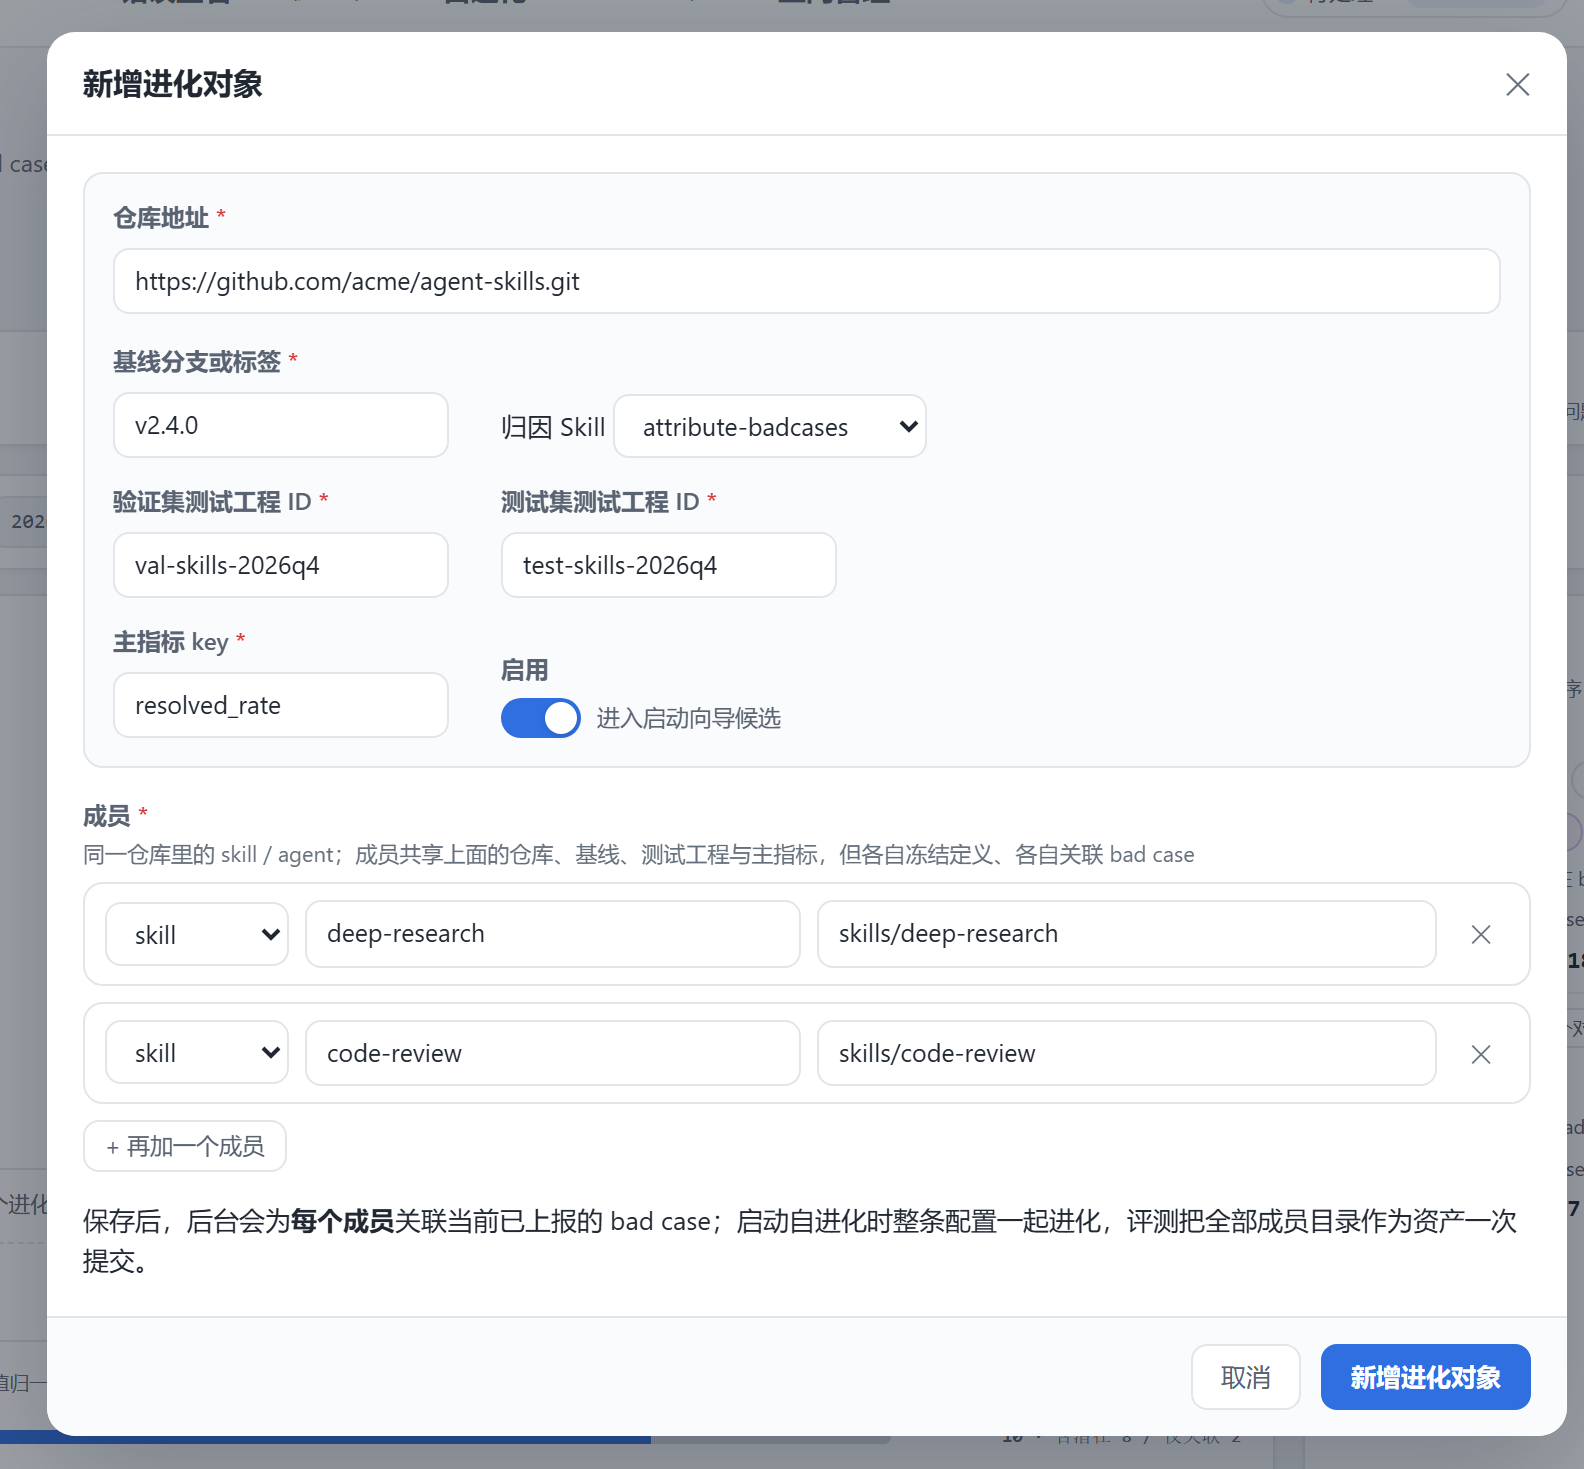 新增进化对象
仓库地址 *
https://github.com/acme/agent-skills.git
基线分支或标签 *
v2.4.0
归因 Skill
attribute-badcases
验证集测试工程 ID *
测试集测试工程 ID *
val-skills-2026q4
test-skills-2026q4
主指标 key *
resolved_rate
启用
进入启动向导候选
成员 *
同一仓库里的 skill / agent；成员共享上面的仓库、基线、测试工程与主指标，但各自冻结定义、各自关联 bad case
skill
deep-research
skills/deep-research
skill
code-review
skills/code-review
+ 再加一个成员
保存后，后台会为每个成员关联当前已上报的 bad case；启动自进化时整条配置一起进化，评测把全部成员目录作为资产一次
提交。
取消
新增进化对象